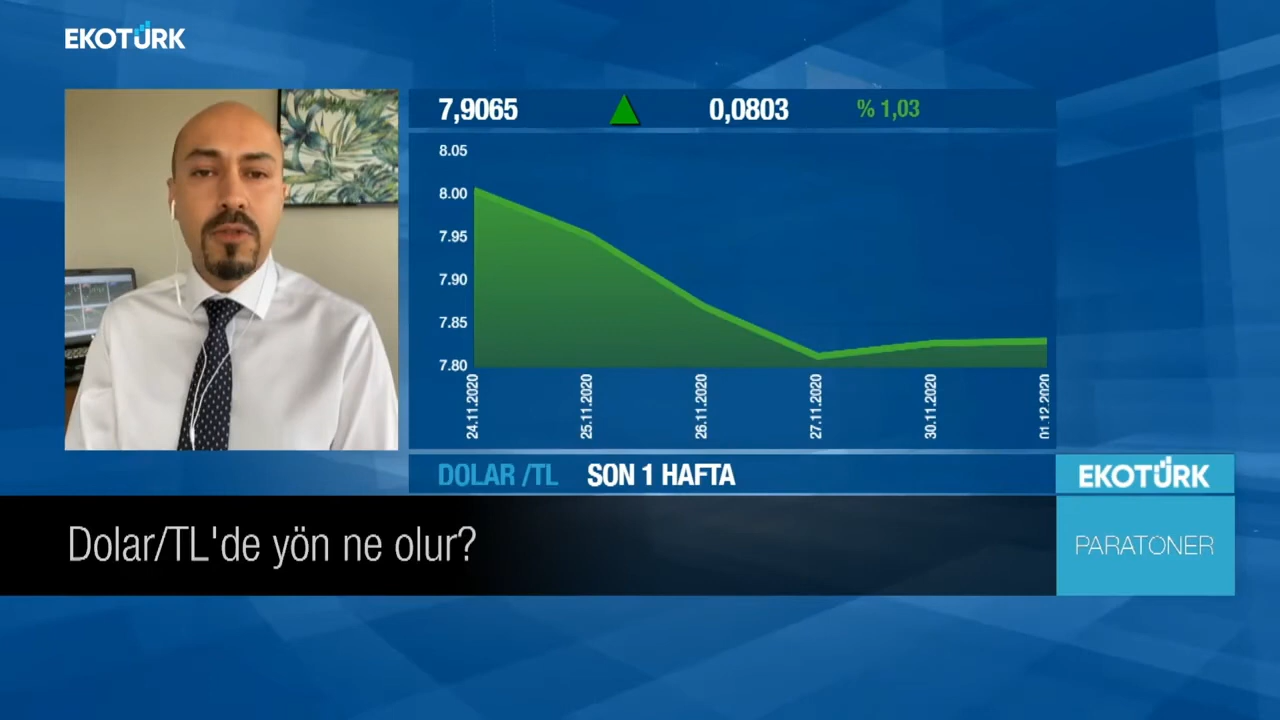 EKOTÜRK
7,9065 0,0803 % 1,03
8.05
8.00
7.95
7.90
7.85
7.80
24.11.2020
25.11.2020
26.11.2020
27.11.2020
30.11.2020
01.12.2020
DOLAR /TL SON 1 HAFTA
EKOTÜRK
Dolar/TL'de yön ne olur?
PARATONER